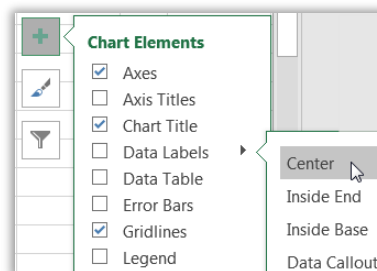 Chart Elements
Axes
Axis Titles
Chart Title
Data Labels
Data Table
Error Bars
Gridlines
Legend
Center
Inside End
Inside Base
Data Callout